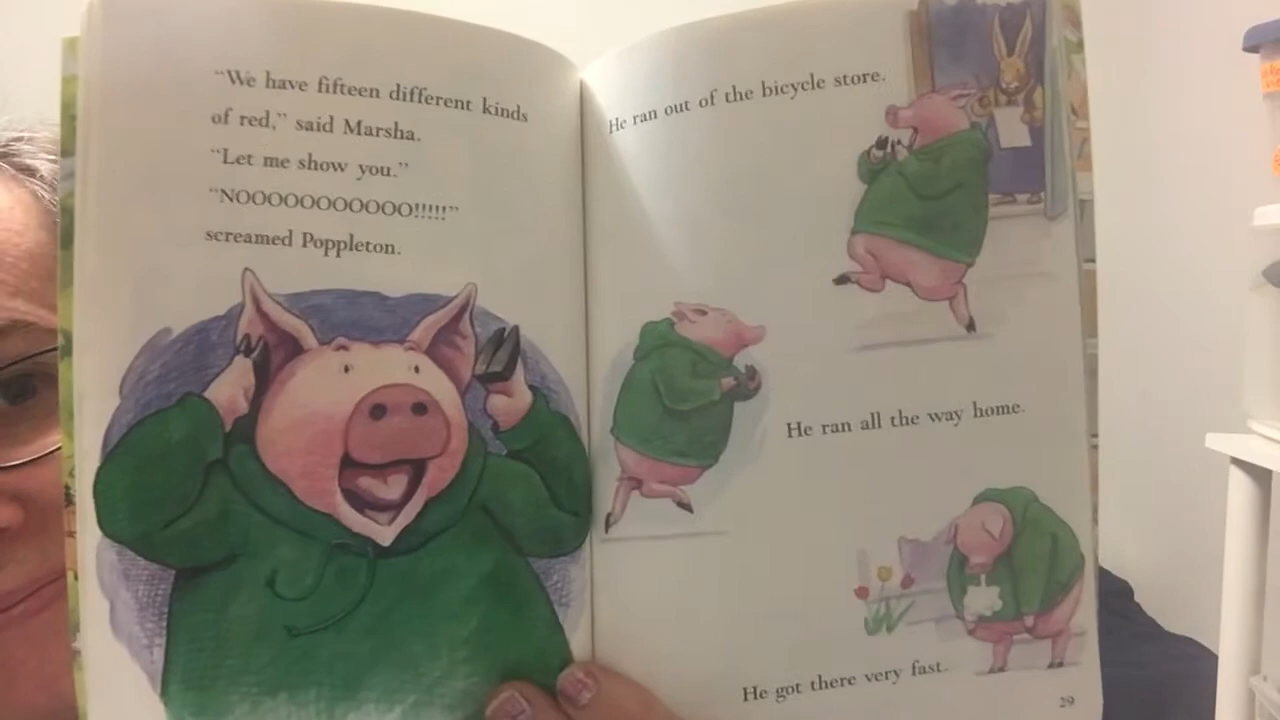 “We have fifteen different kinds
of red,” said Marsha.
“Let me show you.”
“NOOOOOOOOOOO!!!!!”
screamed Poppleton.
He ran out of the bicycle store.
He ran all the way home.
He got there very fast.
29